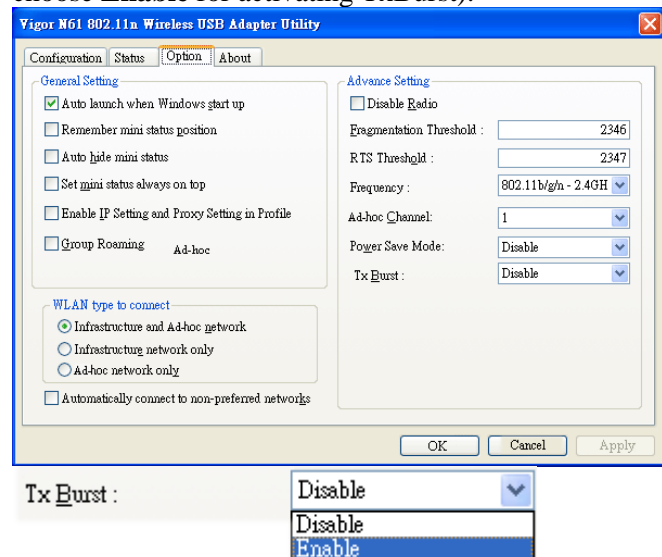 choose Enable for activating TxBurst).
Vigor N61 802.11n Wireless USB Adapter Utility
Configuration Status Option About
General Setting
Auto launch when Windows start up
Remember mini status position
Auto hide mini status
Set mini status always on top
Enable IP Setting and Proxy Setting in Profile
Group Roaming Ad-hoc
WLAN type to connect
Infrastructure and Ad-hoc network
Infrastructure network only
Ad-hoc network only
Automatically connect to non-preferred networks
Advance Setting
Disable Radio
Fragmentation Threshold : 2346
RTS Threshold : 2347
Frequency : 802.11b/g/n - 2.4GH
Ad-hoc Channel: 1
Power Save Mode: Disable
Tx Burst : Disable
OK Cancel Apply
Tx Burst : Disable
Disable
Enable